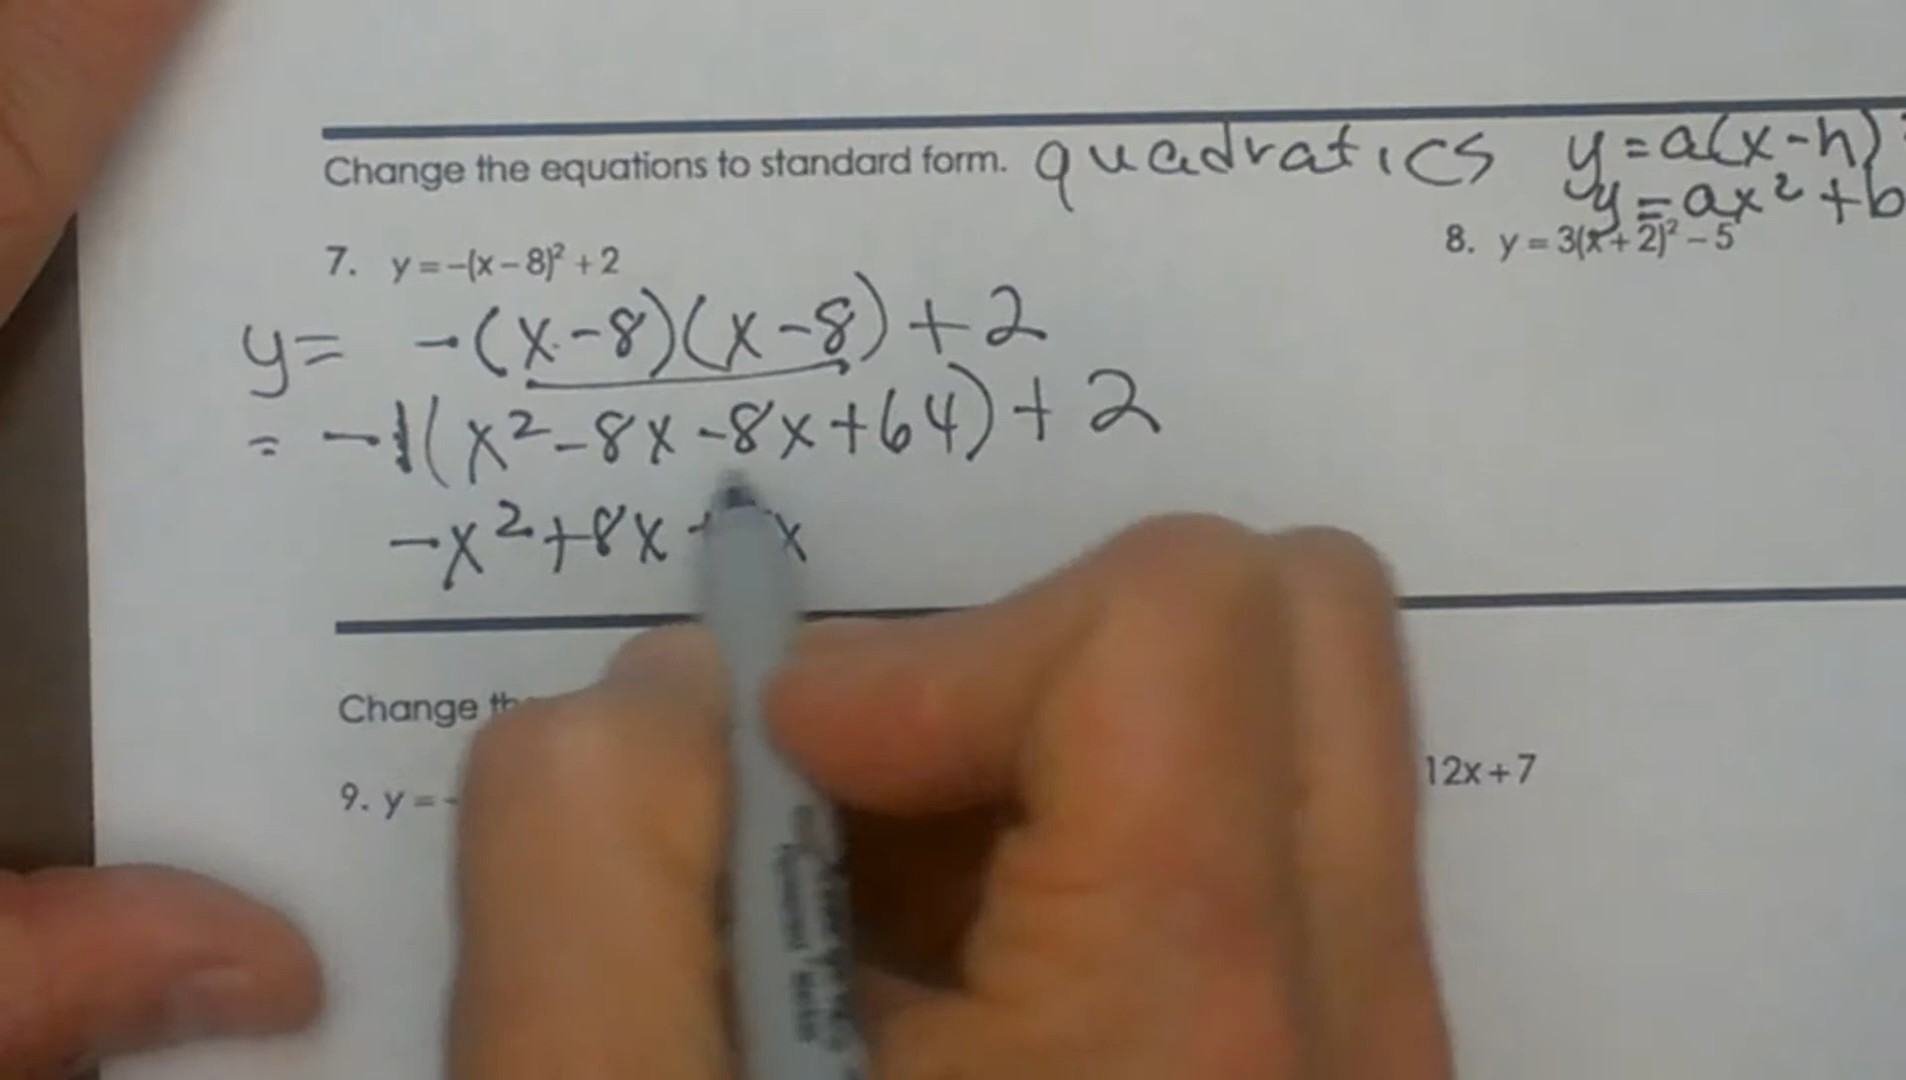 Change the equations to standard form. quadratics y=a(x-h)
y=ax²+b
7. y=-(x-8)²+2
8. y=3(x+2)²-5
y= -(x-8)(x-8)+2
= -1(x²-8x-8x+64)+2
-x²+8x+ x
Change
9. y=-
12x+7